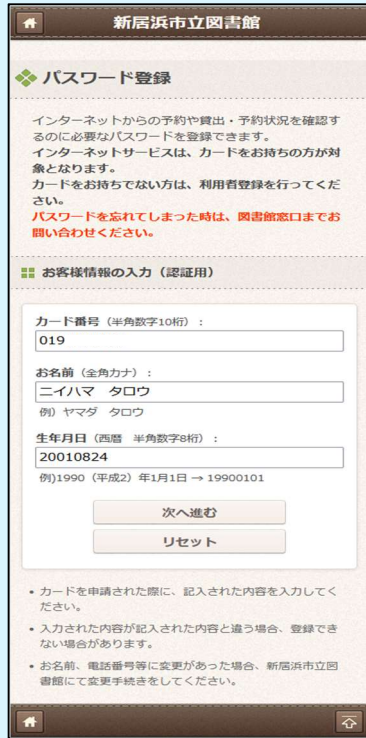 新居浜市立図書館
パスワード登録
インターネットからの予約や貸出・予約状況を確認す
るのに必要なパスワードを登録できます。
インターネットサービスは、カードをお持ちの方が対
象となります。
カードをお持ちでない方は、利用者登録を行ってくだ
さい。
パスワードを忘れてしまった時は、図書館窓口までお
問い合わせください。
お客様情報の入力（認証用）
カード番号（半角数字10桁）：
019
お名前（全角カナ）：
ニイハマ　タロウ
例）ヤマダ　タロウ
生年月日（西暦　半角数字8桁）：
20010824
例)1990（平成2）年1月1日 → 19900101
次へ進む
リセット
• カードを申請された際に、記入された内容を入力してく
ださい。
• 入力された内容が記入された内容と違う場合、登録でき
ない場合があります。
• お名前、電話番号等に変更があった場合、新居浜市立図
書館にて変更手続きをしてください。